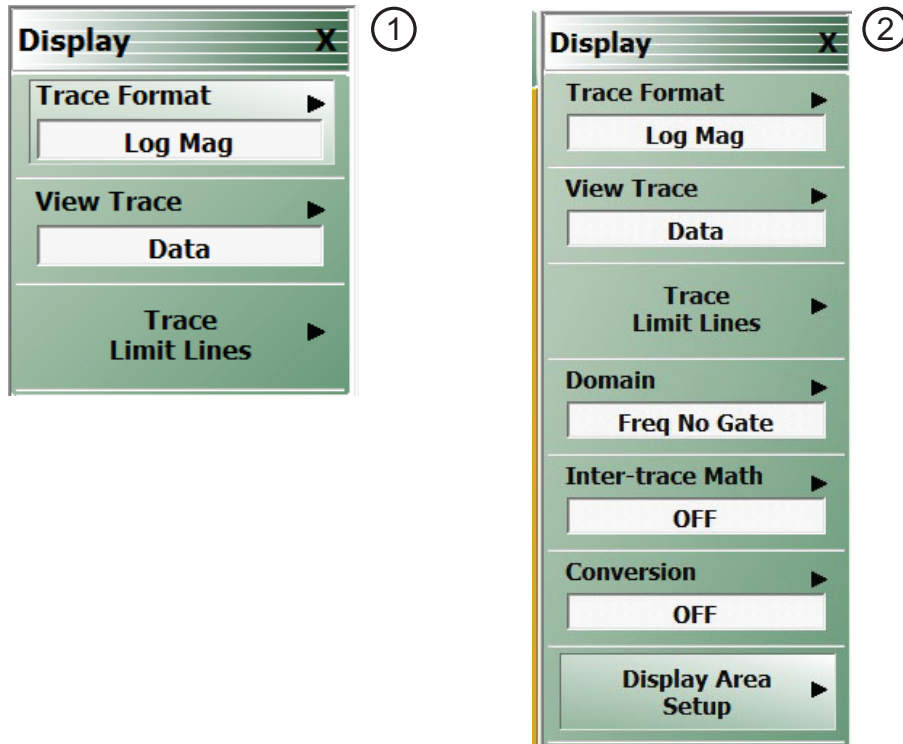 Display X
1
Trace Format
Log Mag
View Trace
Data
Trace
Limit Lines
Display X
2
Trace Format
Log Mag
View Trace
Data
Trace
Limit Lines
Domain
Freq No Gate
Inter-trace Math
OFF
Conversion
OFF
Display Area
Setup